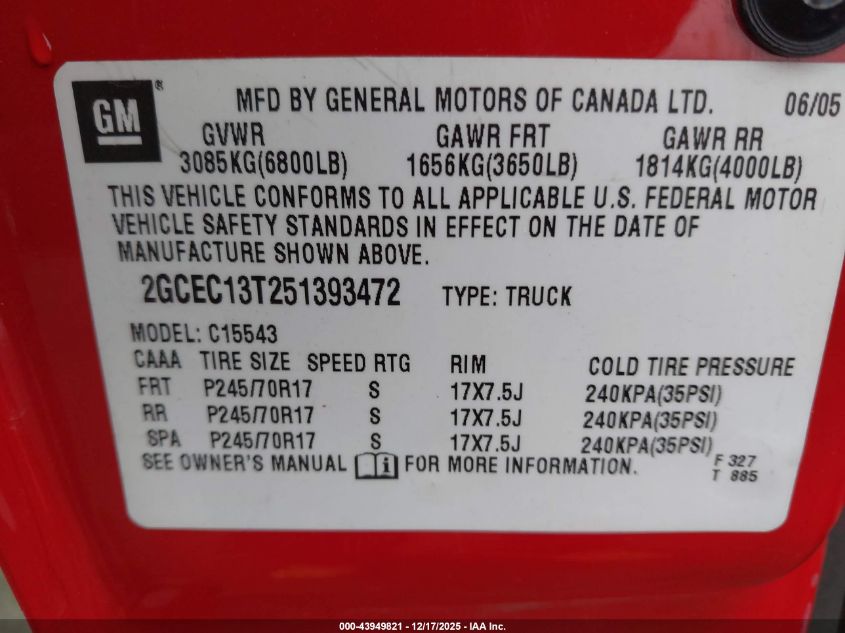 GM® MFD BY GENERAL MOTORS OF CANADA LTD. 06/05
GVWR GAWR FRT GAWR RR
3085KG(6800LB) 1656KG(3650LB) 1814KG(4000LB)
THIS VEHICLE CONFORMS TO ALL APPLICABLE U.S. FEDERAL MOTOR
VEHICLE SAFETY STANDARDS IN EFFECT ON THE DATE OF
MANUFACTURE SHOWN ABOVE.
2GCEC13T251393472 TYPE: TRUCK
MODEL: C15543
CAAA TIRE SIZE SPEED RTG RIM COLD TIRE PRESSURE
FRT P245/70R17 S 17X7.5J 240KPA(35PSI)
RR P245/70R17 S 17X7.5J 240KPA(35PSI)
SPA P245/70R17 S 17X7.5J 240KPA(35PSI)
SEE OWNER'S MANUAL i FOR MORE INFORMATION. F 327
T 885
000-43949821 - 12/17/2025 - IAA Inc.